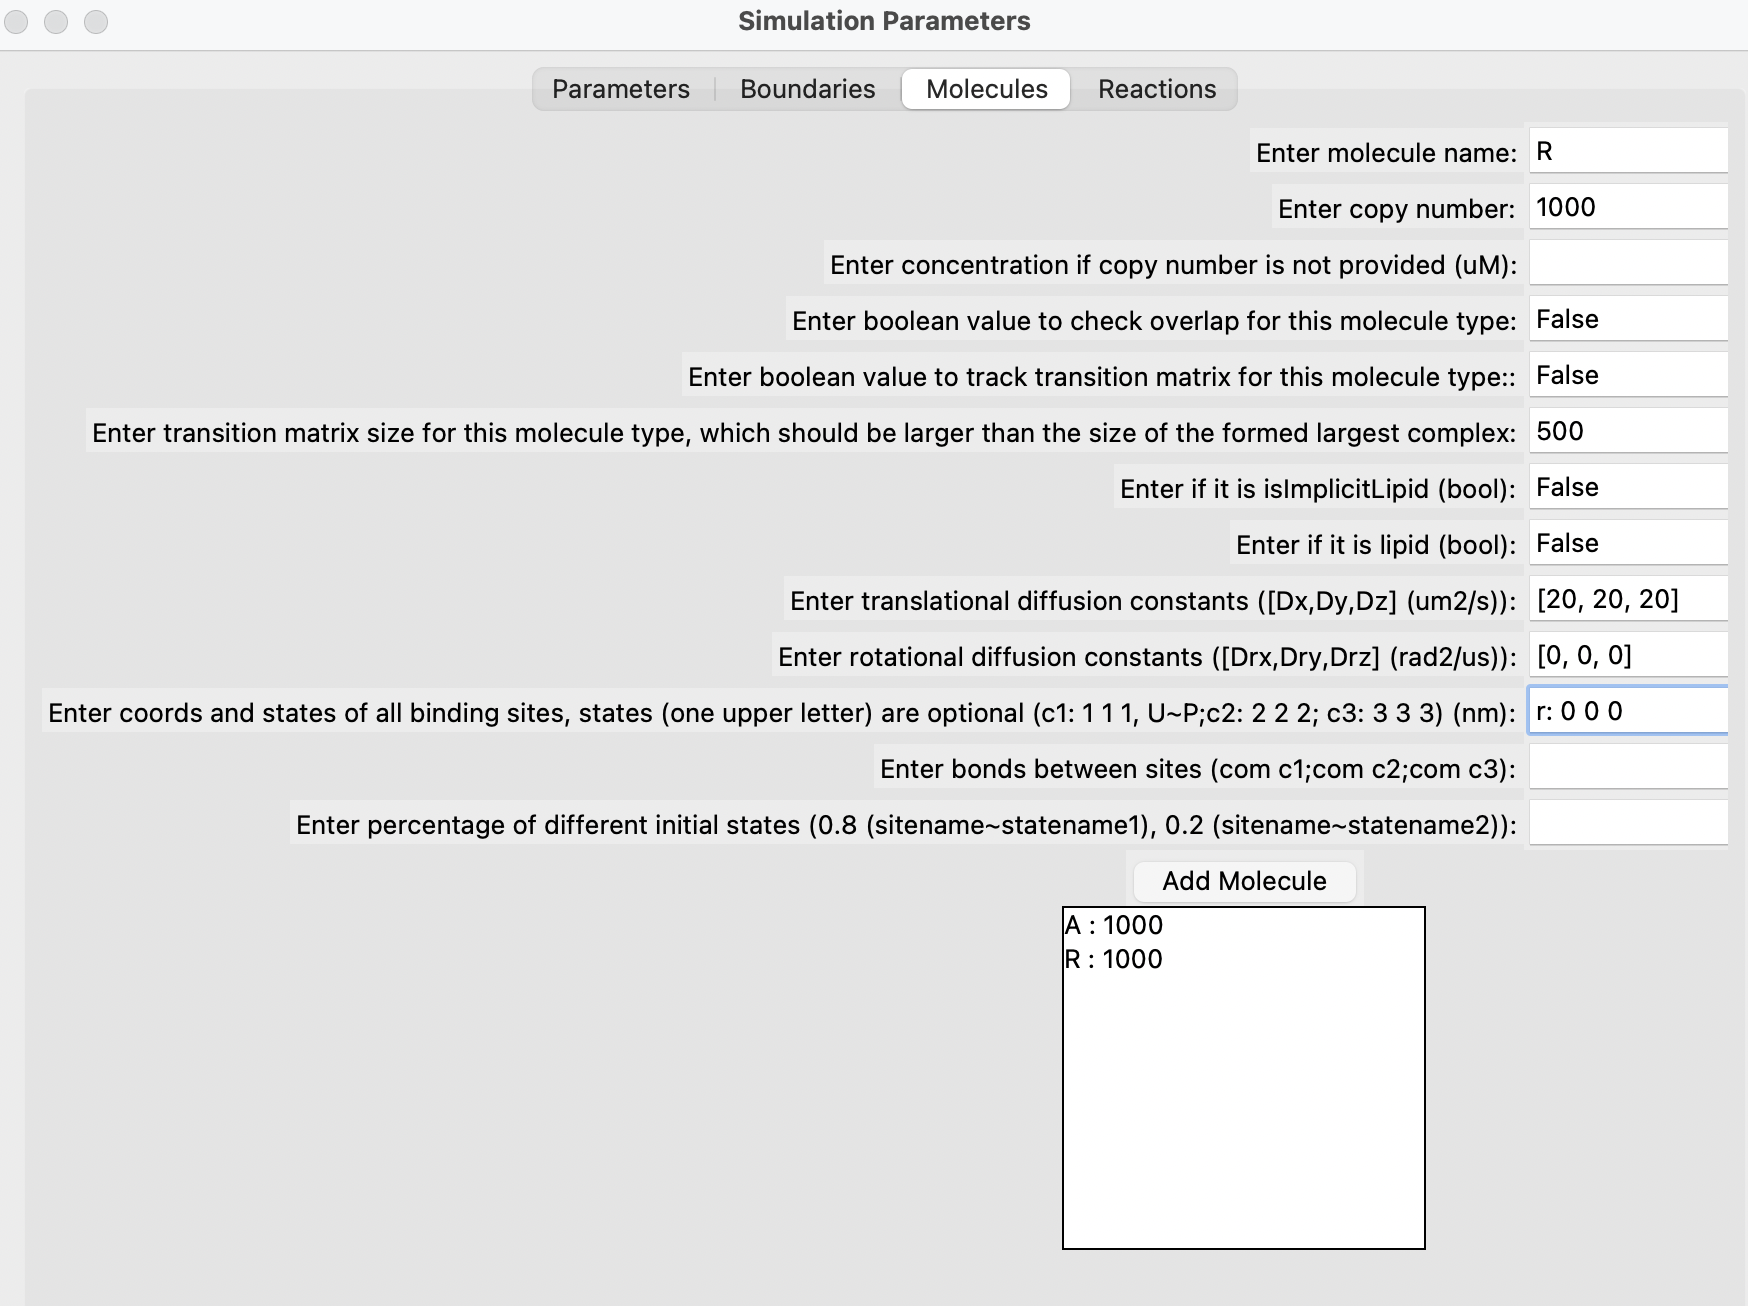 Simulation Parameters
Parameters Boundaries Molecules Reactions
Enter molecule name: R
Enter copy number: 1000
Enter concentration if copy number is not provided (uM):
Enter boolean value to check overlap for this molecule type: False
Enter boolean value to track transition matrix for this molecule type:: False
Enter transition matrix size for this molecule type, which should be larger than the size of the formed largest complex: 500
Enter if it is isImplicitLipid (bool): False
Enter if it is lipid (bool): False
Enter translational diffusion constants ([Dx,Dy,Dz] (um2/s)): [20, 20, 20]
Enter rotational diffusion constants ([Drx,Dry,Drz] (rad2/us)): [0, 0, 0]
Enter coords and states of all binding sites, states (one upper letter) are optional (c1: 1 1 1, U~P;c2: 2 2 2; c3: 3 3 3) (nm): r: 0 0 0
Enter bonds between sites (com c1;com c2;com c3):
Enter percentage of different initial states (0.8 (sitename~statename1), 0.2 (sitename~statename2)):
Add Molecule
A : 1000
R : 1000